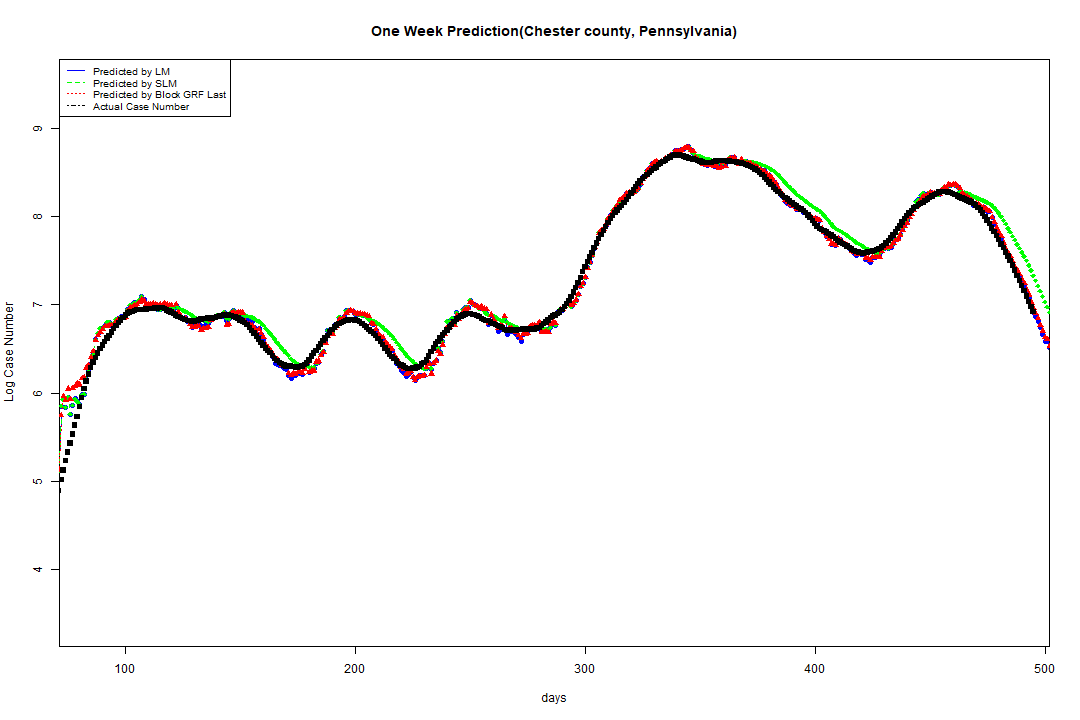 One Week Prediction(Chester county, Pennsylvania)
Predicted by LM
Predicted by SLM
Predicted by Block GRF Last
Actual Case Number
Log Case Number
9
8
7
6
5
4
100 200 300 400 500
days